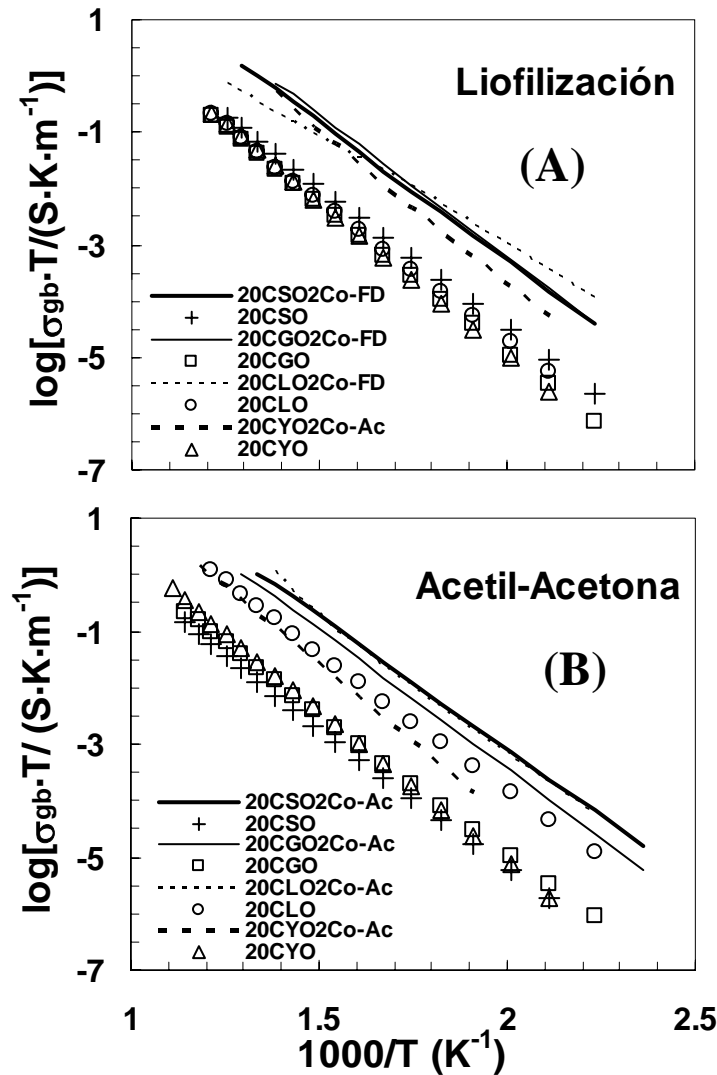 1
-1
-3
-5
-7
log[σgb·T/(S·K·m-1)]
Liofilización
(A)
20CSO2Co-FD
20CSO
20CGO2Co-FD
20CGO
20CLO2Co-FD
20CLO
20CYO2Co-Ac
20CYO
1
-1
-3
-5
-7
log[σgb·T/ (S·K·m-1)]
Acetil-Acetona
(B)
20CSO2Co-Ac
20CSO
20CGO2Co-Ac
20CGO
20CLO2Co-Ac
20CLO
20CYO2Co-Ac
20CYO
1 1.5 2 2.5
1000/T (K-1)